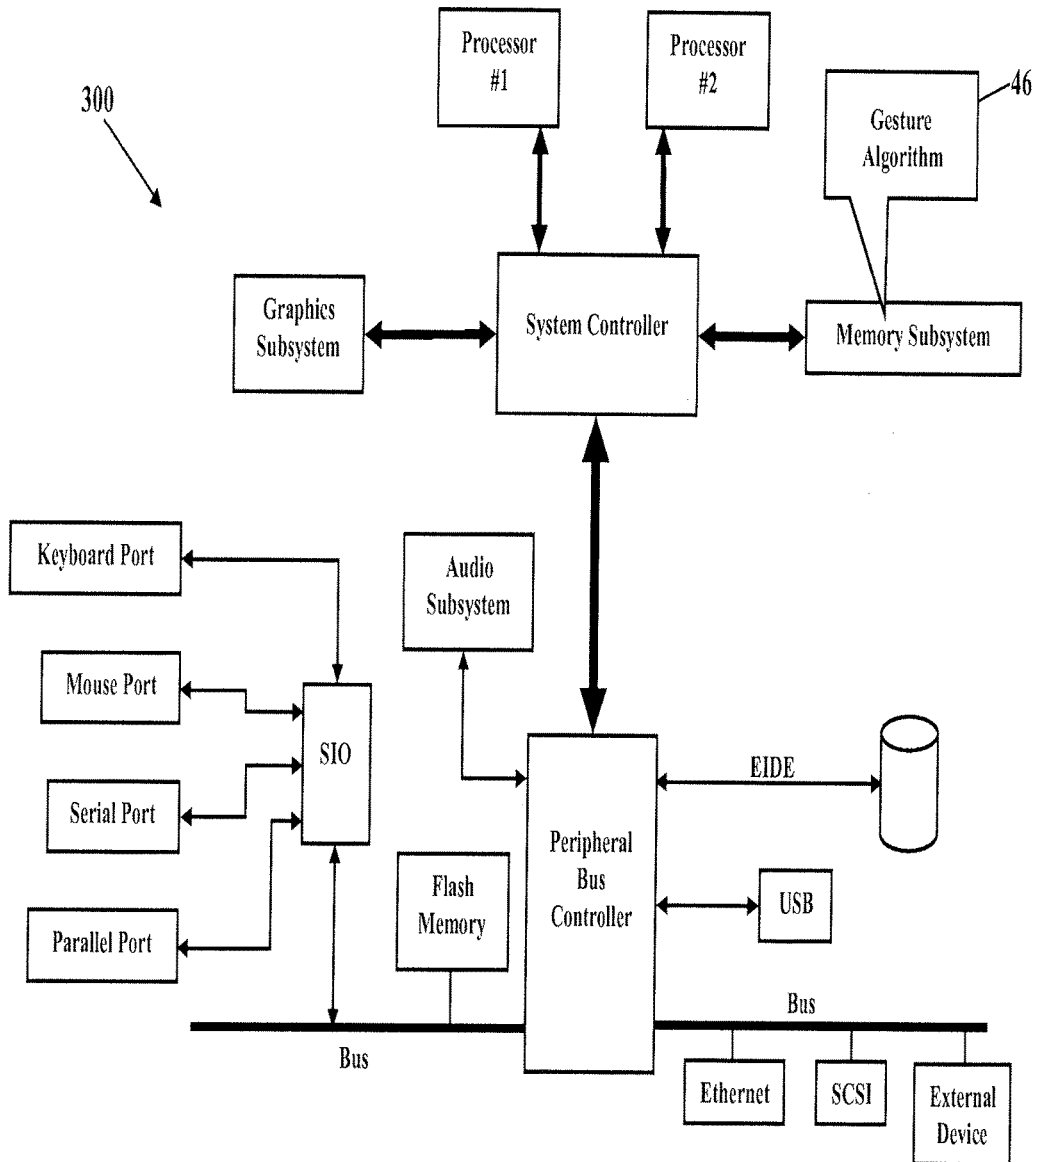 Processor
#1
Processor
#2
300
46
Gesture
Algorithm
Graphics
Subsystem
System Controller
Memory Subsystem
Keyboard Port
Audio
Subsystem
Mouse Port
SIO
EIDE
Serial Port
Peripheral
Bus
Controller
Flash
Memory
USB
Parallel Port
Bus
Bus
Ethernet
SCSI
External
Device